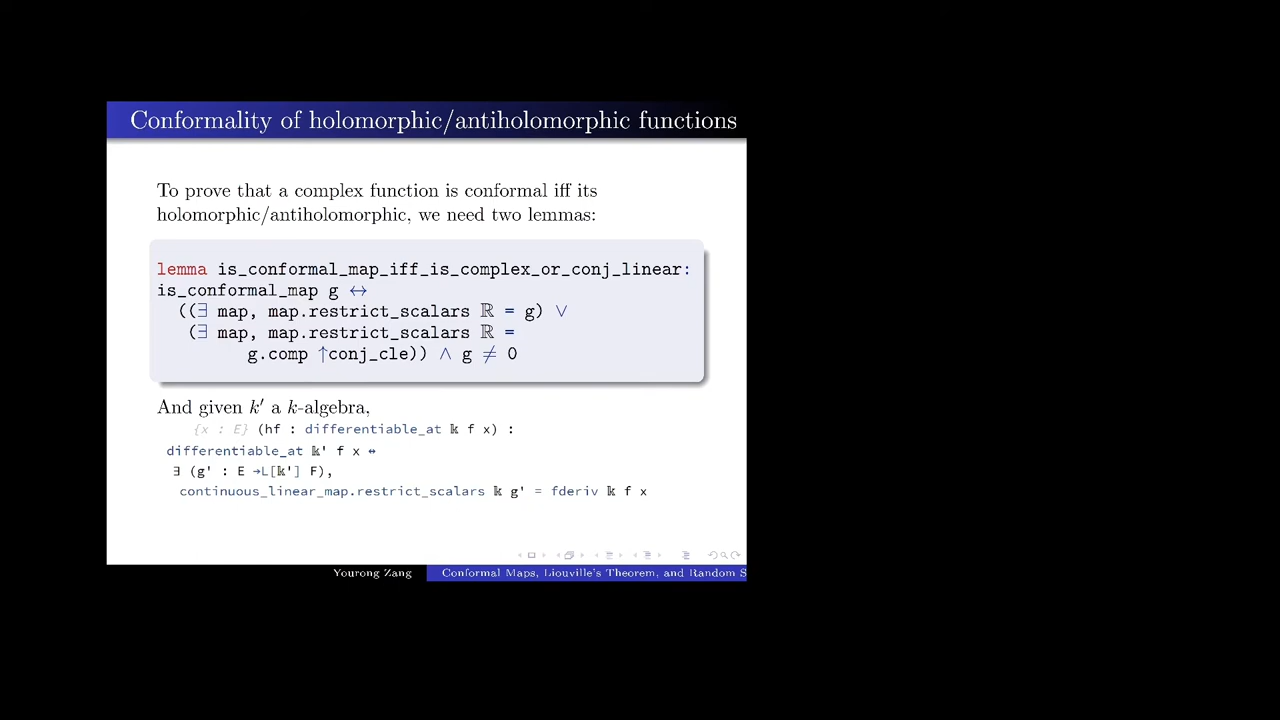 Conformality of holomorphic/antiholomorphic functions
To prove that a complex function is conformal iff its
holomorphic/antiholomorphic, we need two lemmas:
lemma is_conformal_map_iff_is_complex_or_conj_linear:
is_conformal_map g ↔
((∃ map, map.restrict_scalars ℝ = g) ∨
(∃ map, map.restrict_scalars ℝ =
g.comp ↑conj_cle)) ∧ g ≠ 0
And given k′ a k-algebra,
{x : E} (hf : differentiable_at 𝕜 f x) :
differentiable_at 𝕜' f x ↔
∃ (g' : E →L[𝕜'] F),
continuous_linear_map.restrict_scalars 𝕜 g' = fderiv 𝕜 f x
Yourong Zang
Conformal Maps, Liouville's Theorem, and Random S